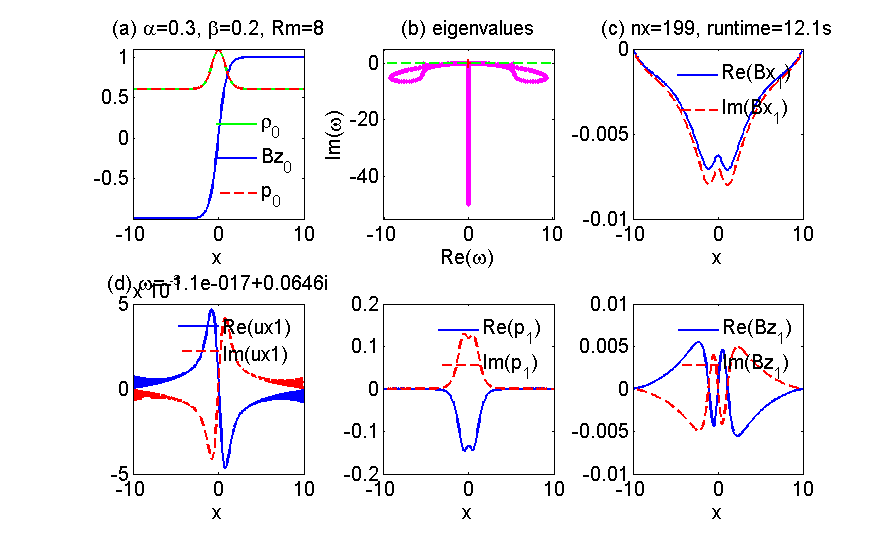 (a) α=0.3, β=0.2, Rm=8
(b) eigenvalues
(c) nx=199, runtime=12.1s
1
0.5
0
-0.5
ρ0
Bz0
p0
-10
0
10
x
0
-20
-40
Im(ω)
-10
0
10
Re(ω)
0
-0.005
-0.01
Re(Bx1)
Im(Bx1)
-10
0
10
x
(d) ω=-1.1e-017+0.0646i
5
0
-5
Re(ux1)
Im(ux1)
-10
0
10
x
0.2
0.1
0
-0.1
-0.2
Re(p1)
Im(p1)
-10
0
10
x
0.01
0.005
0
-0.005
-0.01
Re(Bz1)
Im(Bz1)
-10
0
10
x